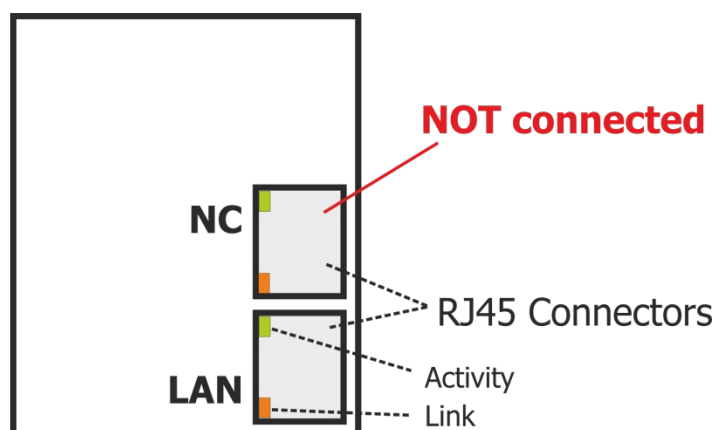 NOT connected
NC
RJ45 Connectors
Activity
LAN
Link